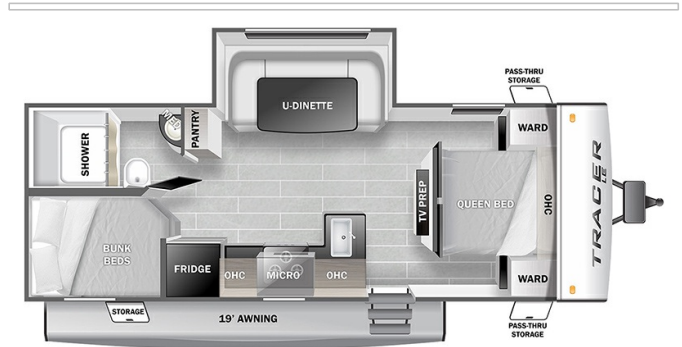 PASS-THRU
STORAGE
U-DINETTE
PANTRY
SHOWER
WARD
TRACER
LE
TV PREP
QUEEN BED
OHC
BUNK
BEDS
FRIDGE
OHC
MICRO
OHC
WARD
STORAGE
19' AWNING
PASS-THRU
STORAGE